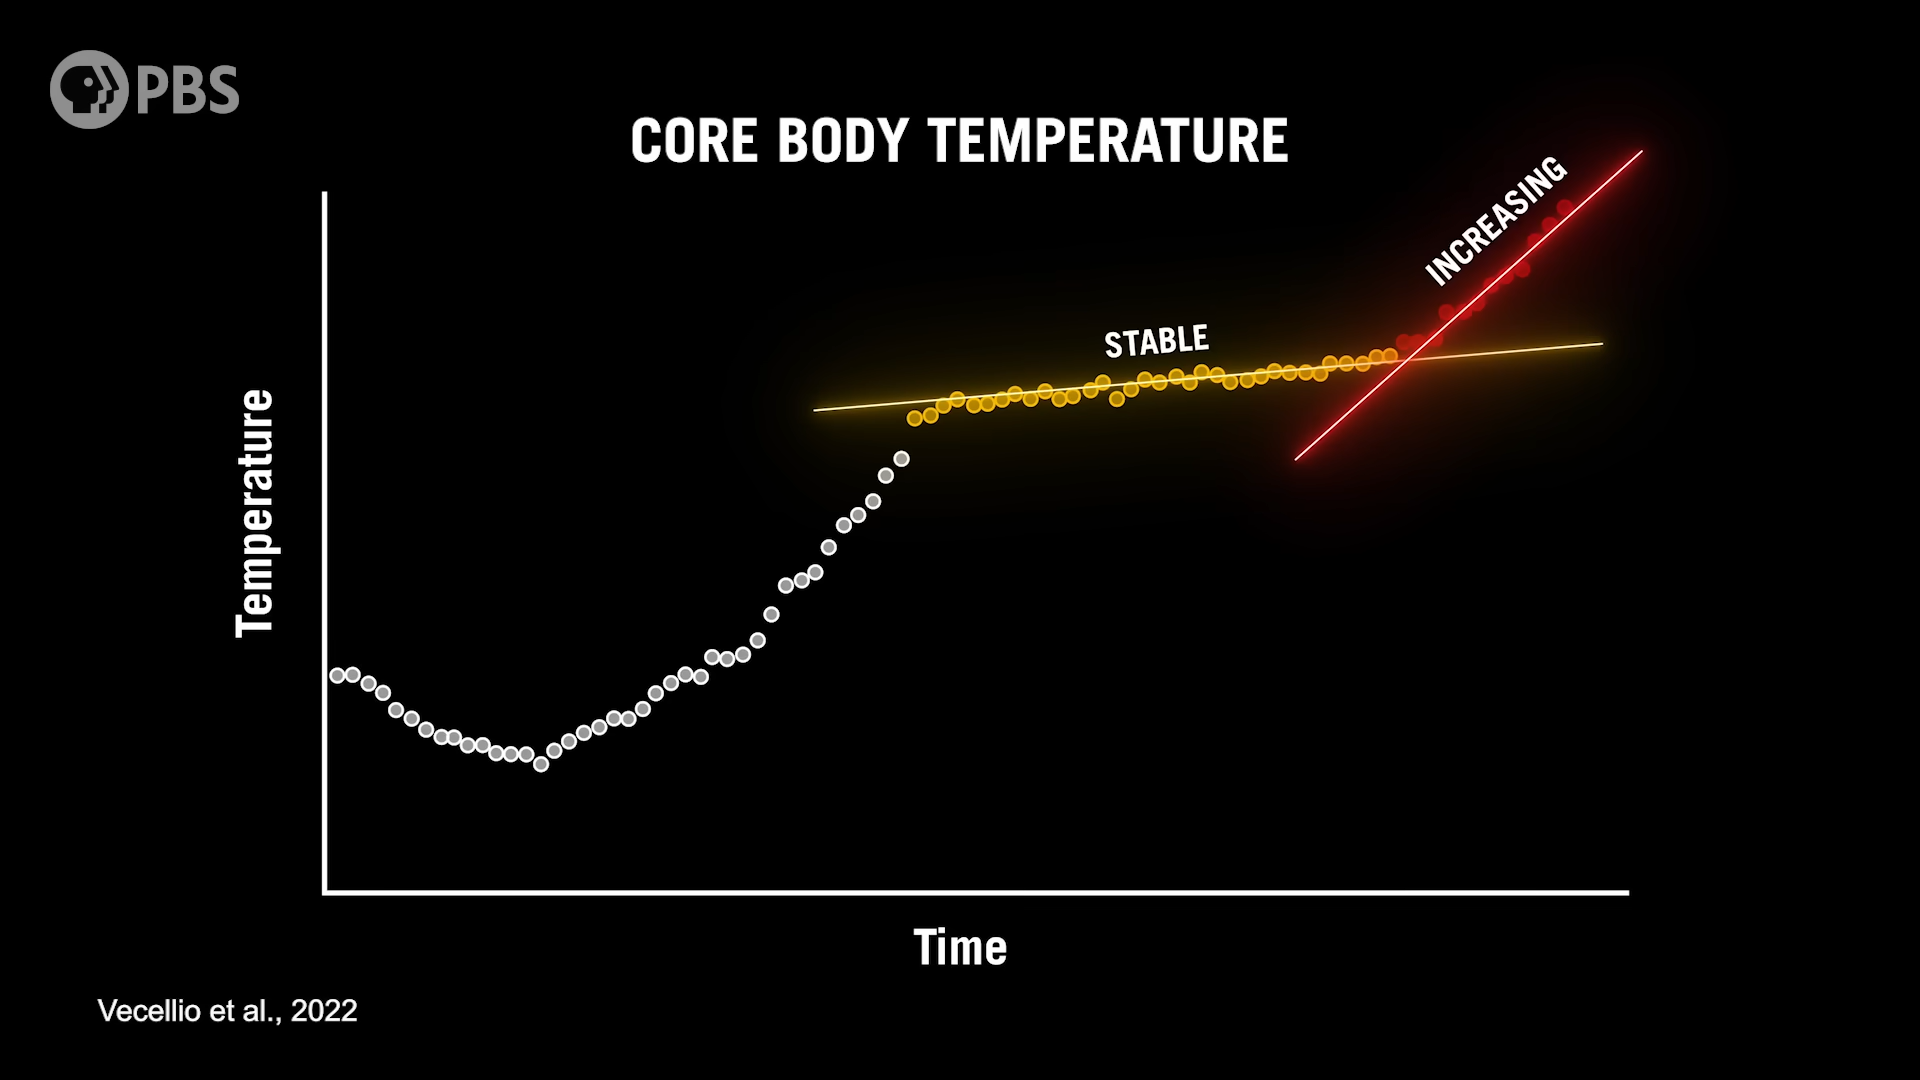 PBS
CORE BODY TEMPERATURE
INCREASING
STABLE
Temperature
Time
Vecellio et al., 2022